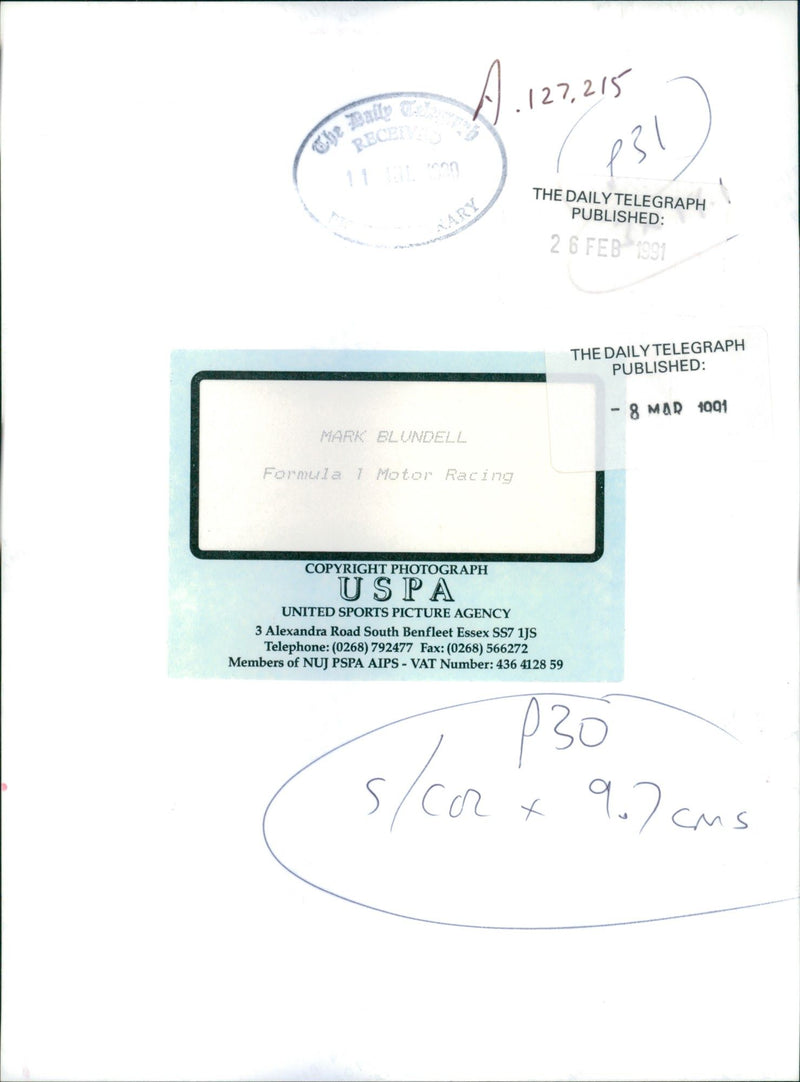 A.127,215
The Daily Telegraph
RECEIVED
11 1990
p31
THE DAILY TELEGRAPH
PUBLISHED:
26 FEB 1991
THE DAILY TELEGRAPH
PUBLISHED:
- 8 MAR 1991
MARK BLUNDELL
Formula 1 Motor Racing
COPYRIGHT PHOTOGRAPH
USPA
UNITED SPORTS PICTURE AGENCY
3 Alexandra Road South Benfleet Essex SS7 1JS
Telephone: (0268) 792477 Fax: (0268) 566272
Members of NUJ PSPA AIPS - VAT Number: 436 4128 59
P30
S/COL x 9.7cms